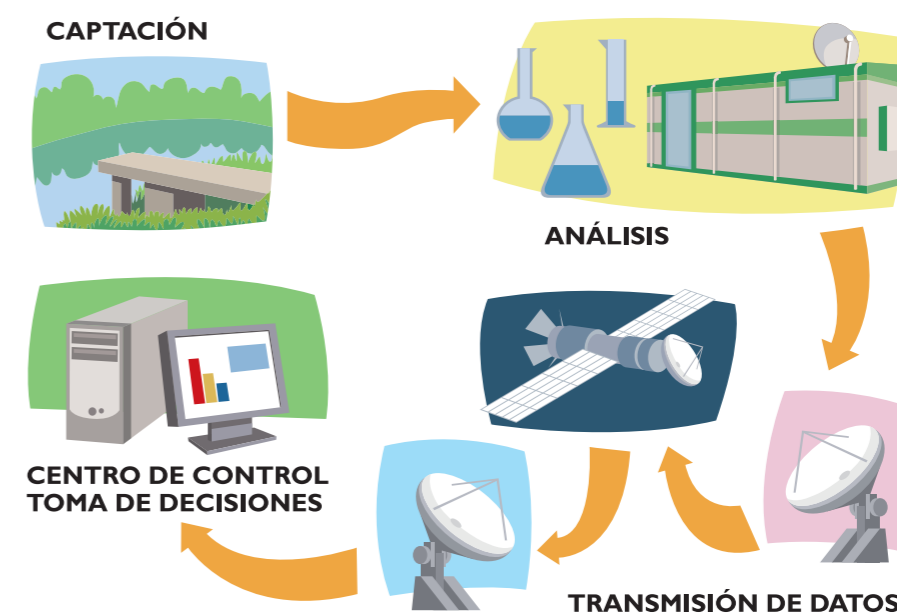 CAPTACIÓN
ANÁLISIS
CENTRO DE CONTROL
TOMA DE DECISIONES
TRANSMISIÓN DE DATOS